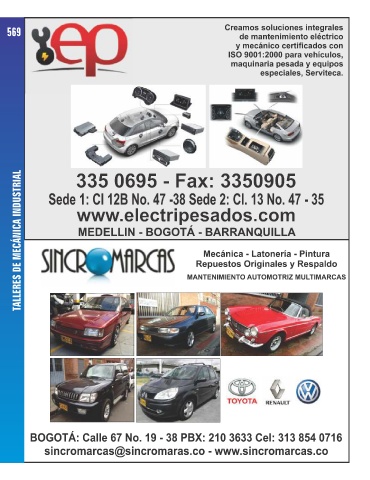 569
TALLERES DE MECÁNICA INDUSTRIAL
ep
Creamos soluciones integrales
de mantenimiento eléctrico
y mecánico certificados con
ISO 9001:2000 para vehículos,
maquinaria pesada y equipos
especiales, Serviteca.
335 0695 - Fax: 3350905
Sede 1: Cl 12B No. 47 -38 Sede 2: Cl. 13 No. 47 - 35
www.electripesados.com
MEDELLIN - BOGOTÁ - BARRANQUILLA
SINCROMARCAS
Mecánica - Latonería - Pintura
Repuestos Originales y Respaldo
MANTENIMIENTO AUTOMOTRIZ MULTIMARCAS
TOYOTA
RENAULT
BOGOTÁ: Calle 67 No. 19 - 38 PBX: 210 3633 Cel: 313 854 0716
sincromarcas@sincromaras.co - www.sincromarcas.co